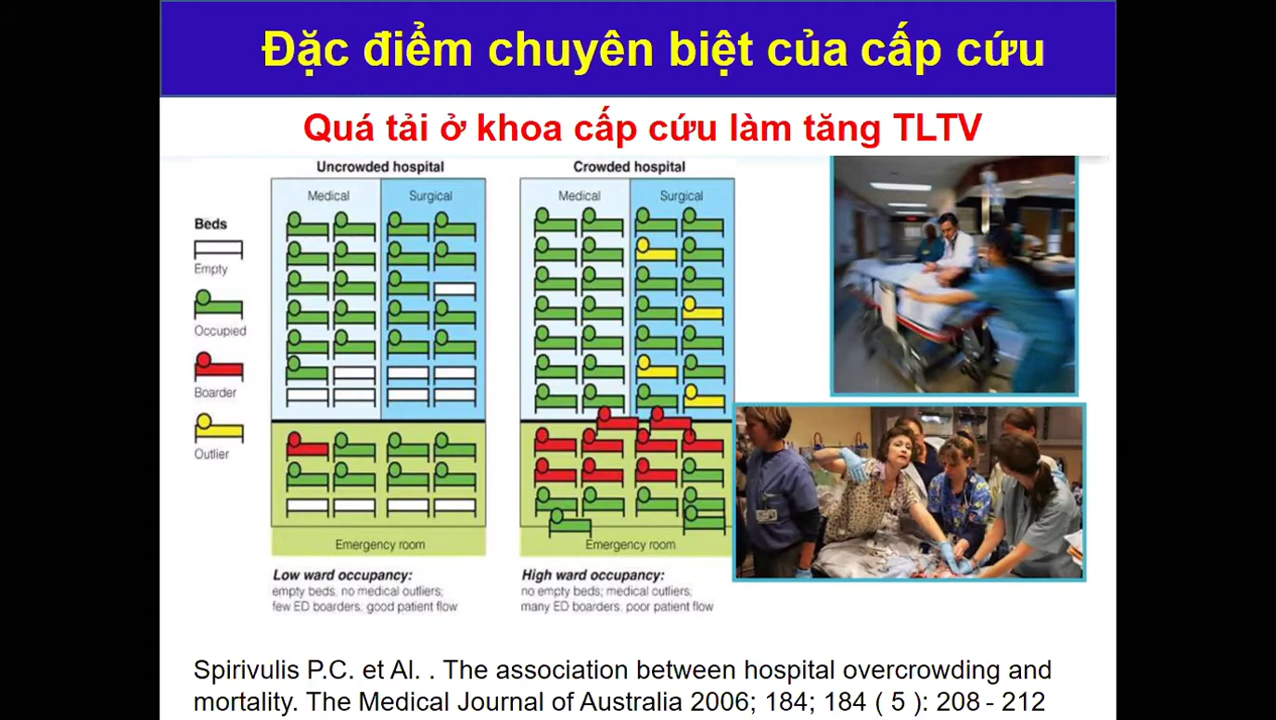 Đặc điểm chuyên biệt của cấp cứu
Quá tải ở khoa cấp cứu làm tăng TLTV
Uncrowded hospital
Crowded hospital
Medical
Surgical
Medical
Surgical
Beds
Empty
Occupied
Boarder
Outlier
Emergency room
Emergency room
Low ward occupancy:
empty beds, no medical outliers;
few ED boarders, good patient flow
High ward occupancy:
no empty beds; medical outliers,
many ED boarders, poor patient flow
Spirivulis P.C. et Al. . The association between hospital overcrowding and
mortality. The Medical Journal of Australia 2006; 184; 184 ( 5 ): 208 - 212